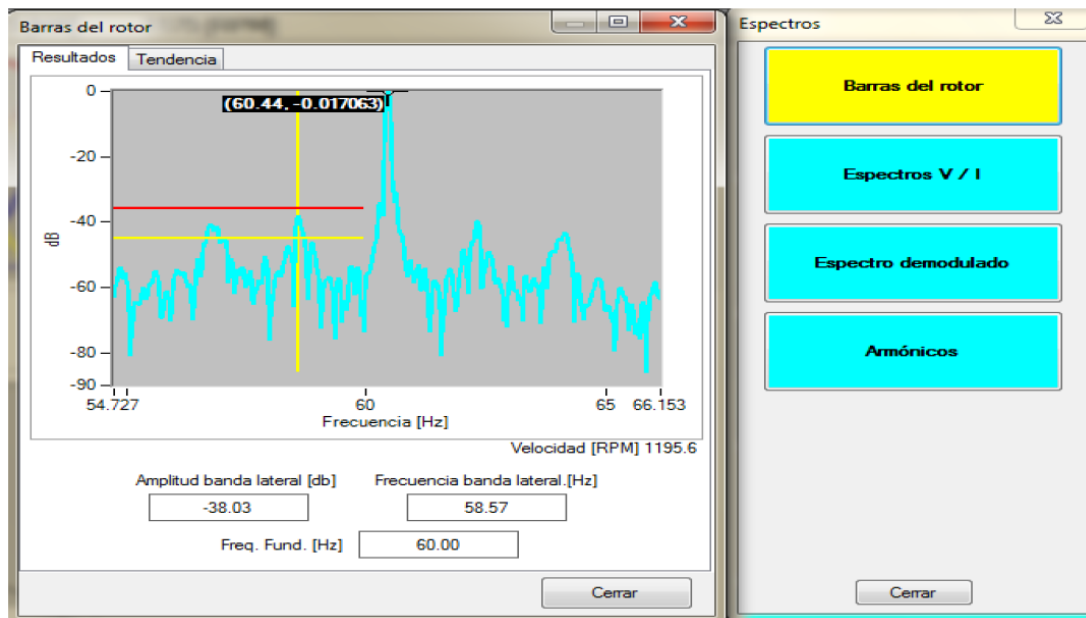 Barras del rotor
Resultados
Tendencia
(60.44, -0.017063)
0
-20
-40
-60
-80
-90
dB
54.727
60
65
66.153
Frecuencia [Hz]
Velocidad [RPM] 1195.6
Amplitud banda lateral [db]
Frecuencia banda lateral.[Hz]
-38.03
58.57
Freq. Fund. [Hz]
60.00
Cerrar
Espectros
Barras del rotor
Espectros V / I
Espectro demodulado
Armónicos
Cerrar